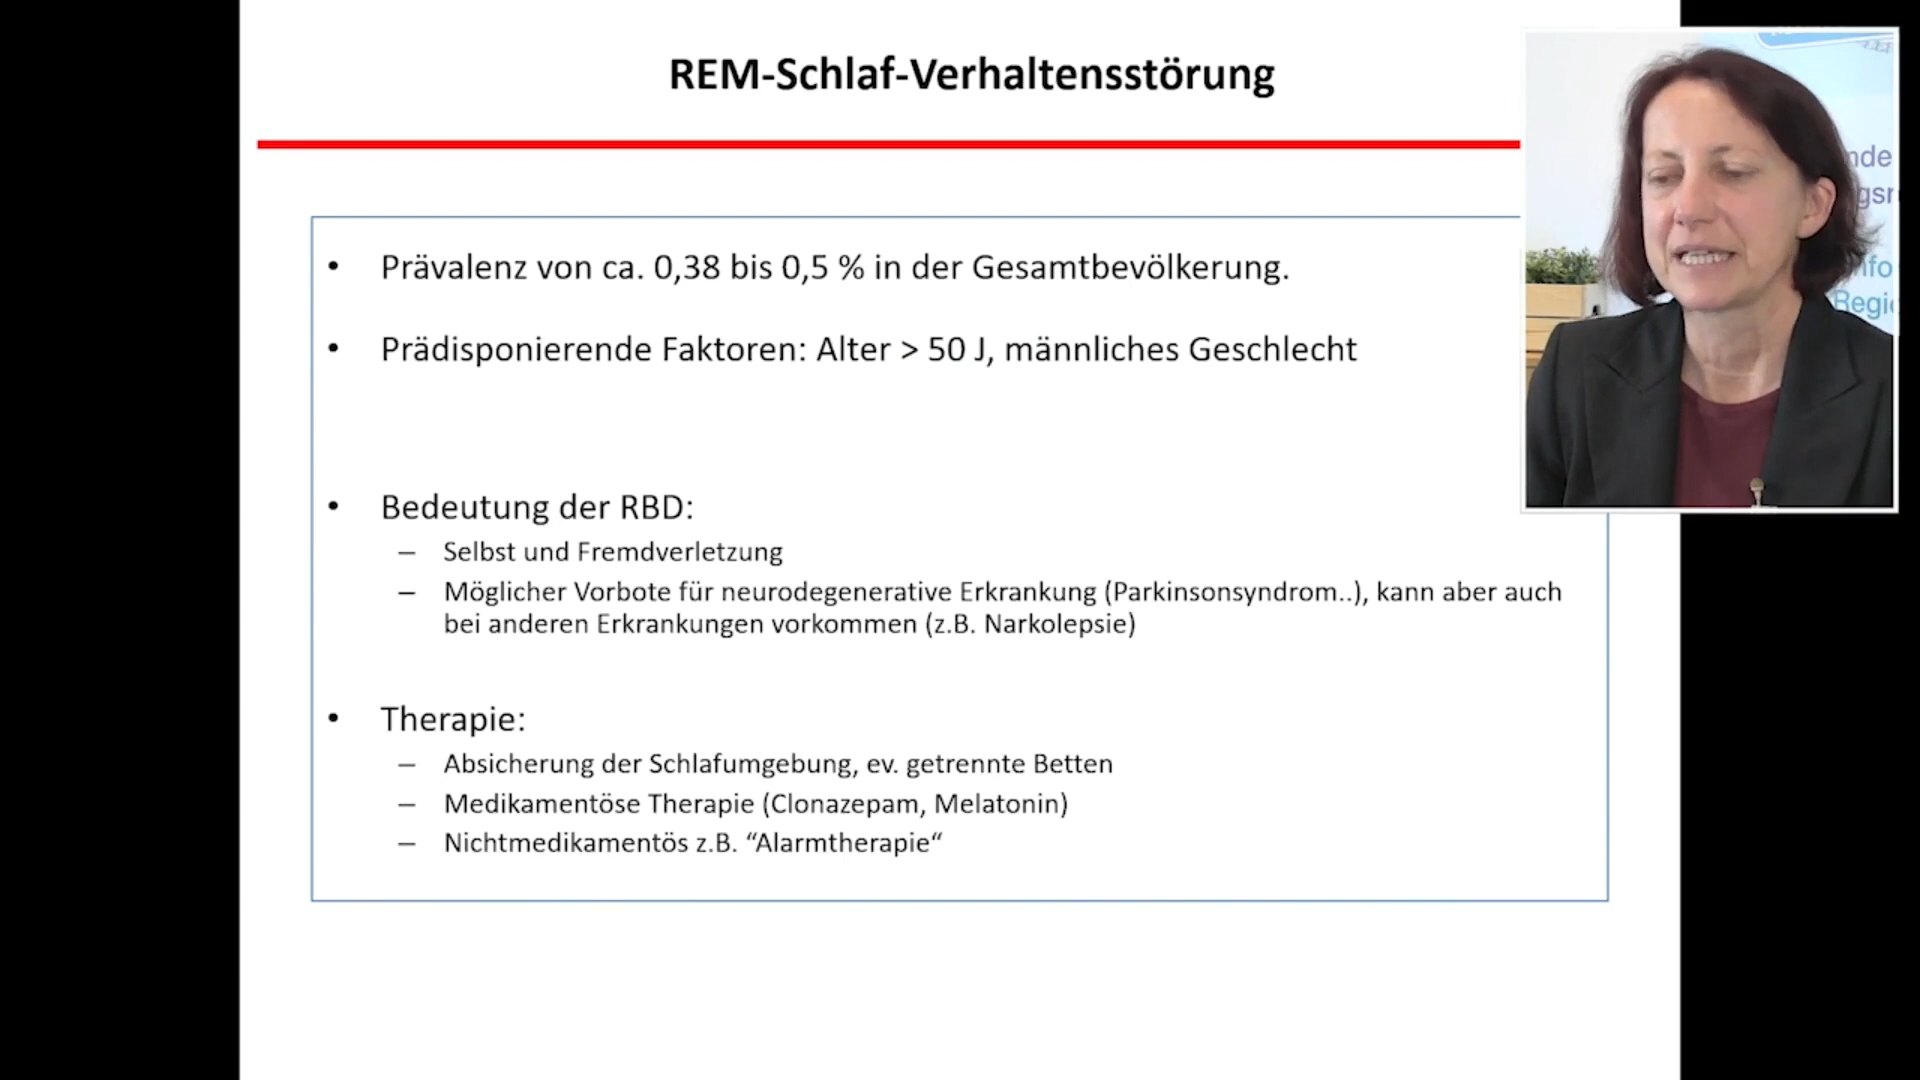 REM-Schlaf-Verhaltensstörung
• Prävalenz von ca. 0,38 bis 0,5 % in der Gesamtbevölkerung.
• Prädisponierende Faktoren: Alter > 50 J, männliches Geschlecht
• Bedeutung der RBD:
– Selbst und Fremdverletzung
– Möglicher Vorbote für neurodegenerative Erkrankung (Parkinsonsyndrom..), kann aber auch
bei anderen Erkrankungen vorkommen (z.B. Narkolepsie)
• Therapie:
– Absicherung der Schlafumgebung, ev. getrennte Betten
– Medikamentöse Therapie (Clonazepam, Melatonin)
– Nichtmedikamentös z.B. “Alarmtherapie“